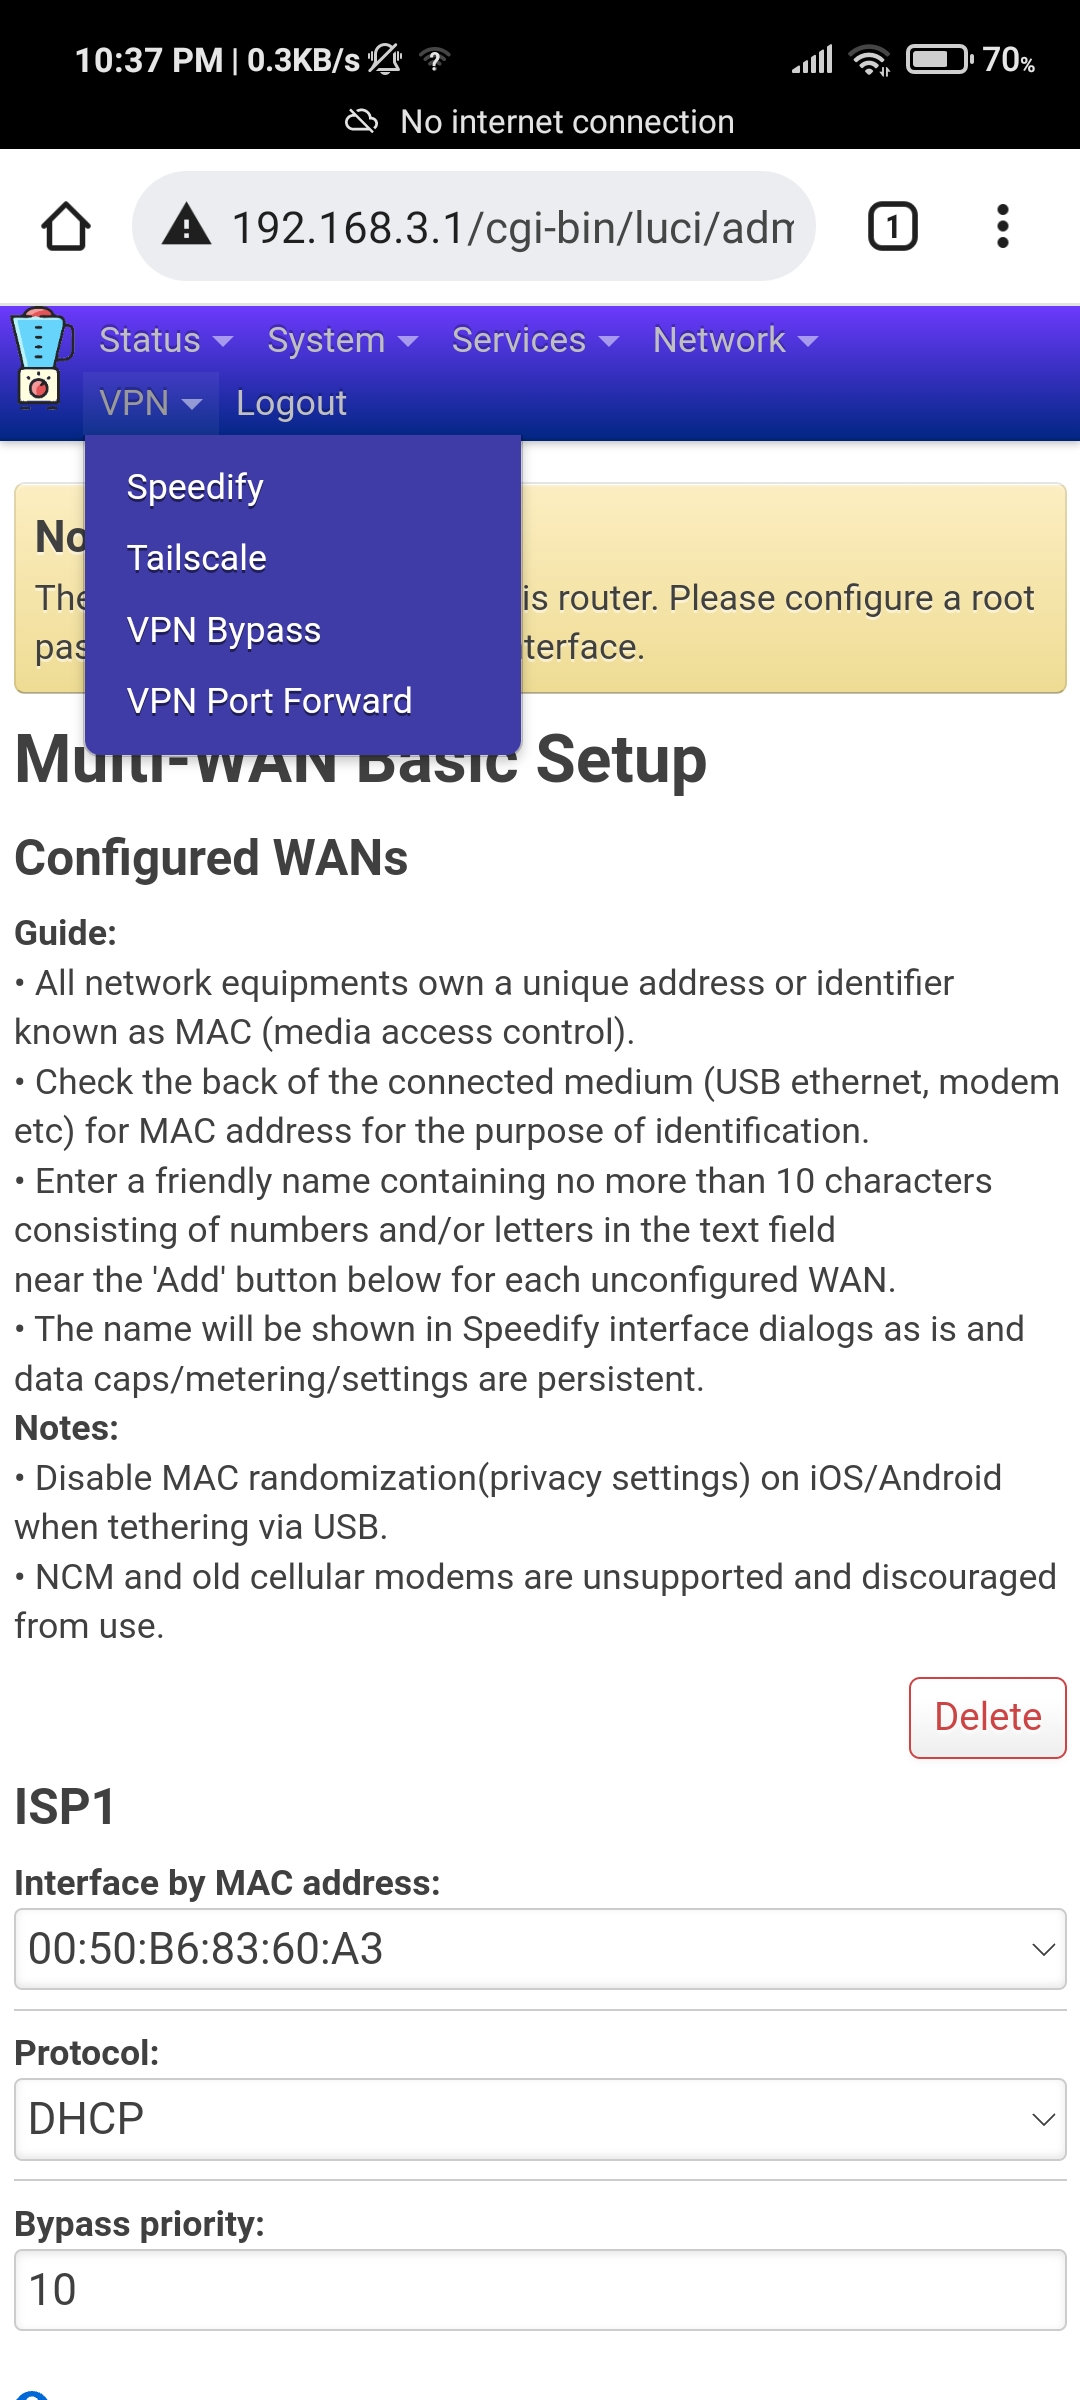 10:37 PM | 0.3KB/s
70%
No internet connection
192.168.3.1/cgi-bin/luci/adm
1
Status System Services Network
VPN Logout
Speedify
Tailscale
VPN Bypass
VPN Port Forward
No
The is router. Please configure a root
pas terface.
Multi-WAN Basic Setup
Configured WANs
Guide:
• All network equipments own a unique address or identifier
known as MAC (media access control).
• Check the back of the connected medium (USB ethernet, modem
etc) for MAC address for the purpose of identification.
• Enter a friendly name containing no more than 10 characters
consisting of numbers and/or letters in the text field
near the 'Add' button below for each unconfigured WAN.
• The name will be shown in Speedify interface dialogs as is and
data caps/metering/settings are persistent.
Notes:
• Disable MAC randomization(privacy settings) on iOS/Android
when tethering via USB.
• NCM and old cellular modems are unsupported and discouraged
from use.
Delete
ISP1
Interface by MAC address:
00:50:B6:83:60:A3
Protocol:
DHCP
Bypass priority:
10